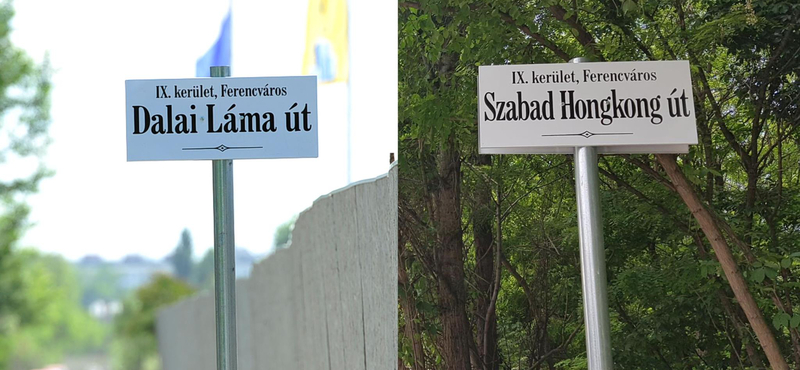 IX. kerület, Ferencváros
Dalai Láma út
IX. kerület, Ferencváros
Szabad Hongkong út